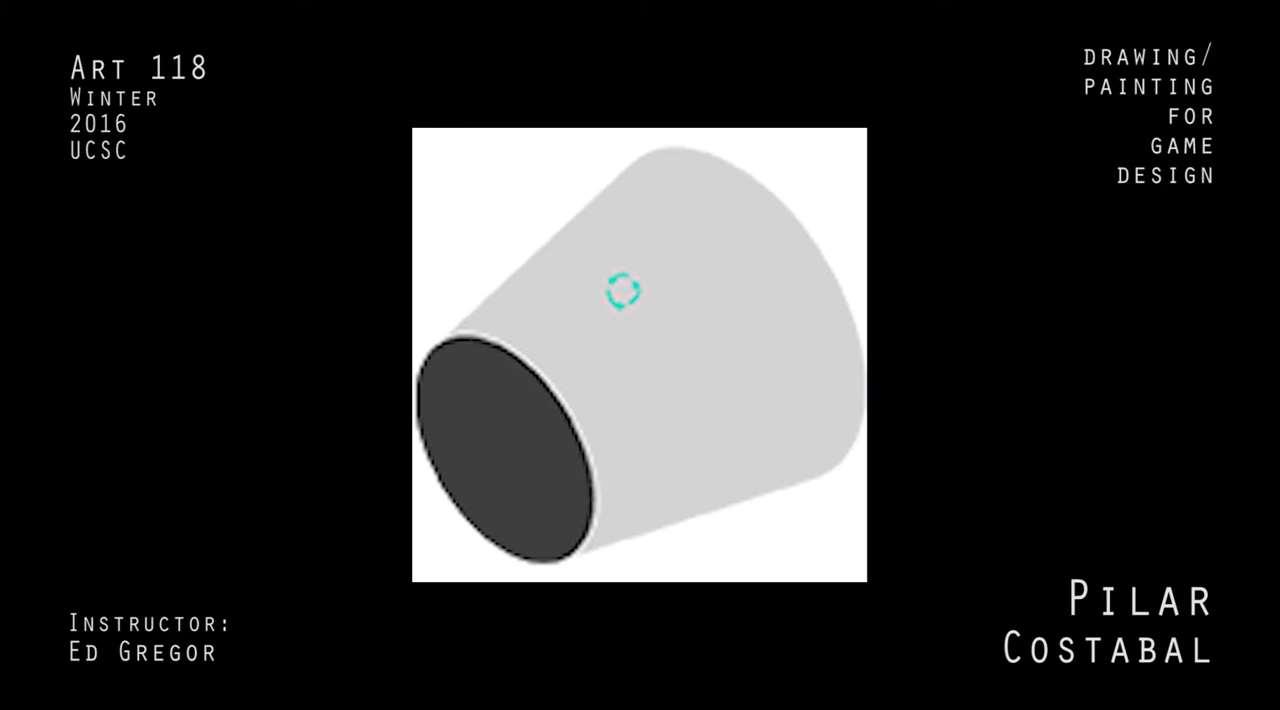 Art 118
Winter
2016
UCSC
DRAWING/
PAINTING
FOR
GAME
DESIGN
Instructor:
Ed Gregor
Pilar
Costabal